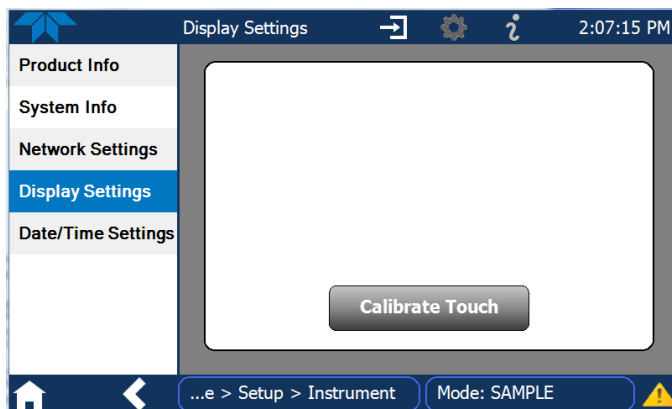 Display Settings
2:07:15 PM
Product Info
System Info
Network Settings
Display Settings
Date/Time Settings
Calibrate Touch
...e > Setup > Instrument
Mode: SAMPLE